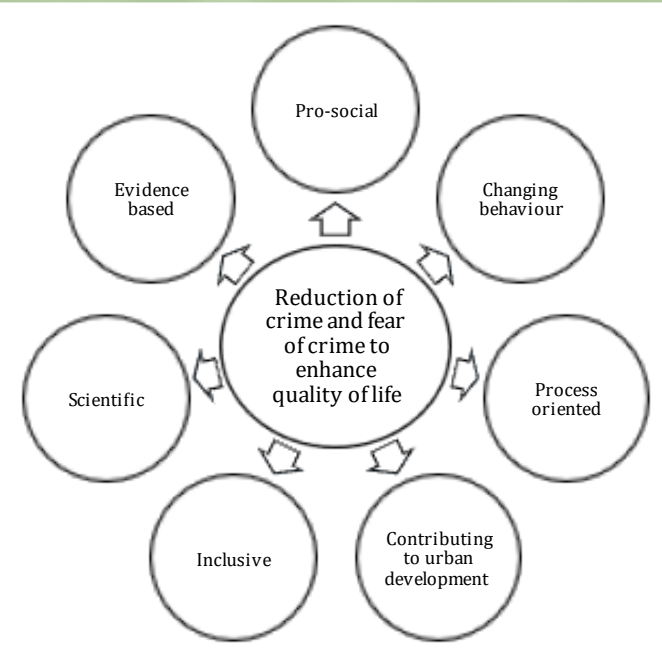 Pro-social
Evidence
based
Changing
behaviour
Reduction of
crime and fear
of crime to
enhance
quality of life
Scientific
Process
oriented
Inclusive
Contributing
to urban
development